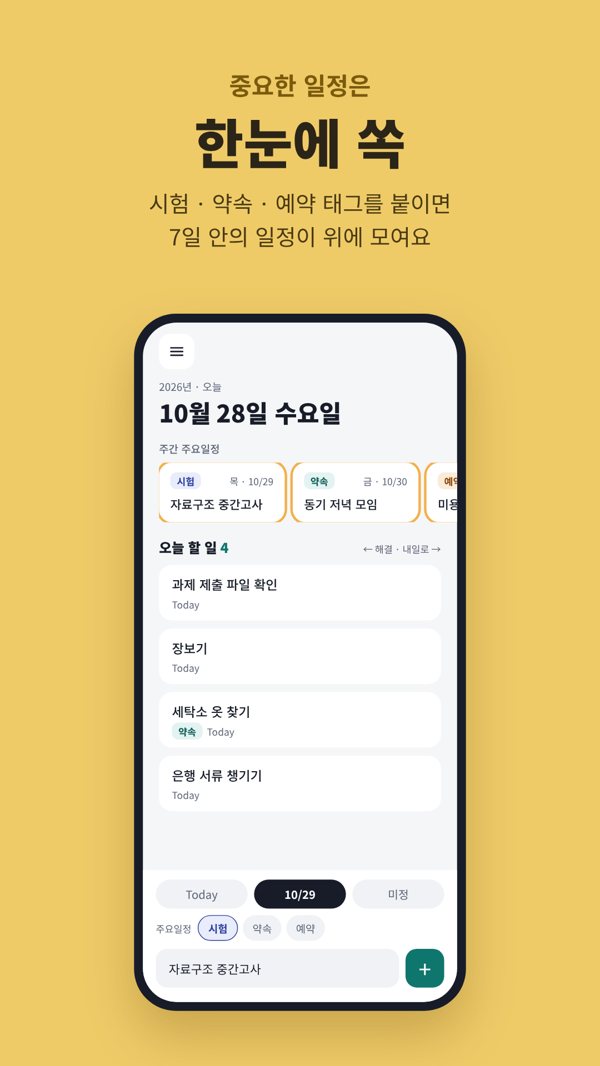 중요한 일정은
한눈에 쏙
시험 · 약속 · 예약 태그를 붙이면
7일 안의 일정이 위에 모여요
2026년 · 오늘
10월 28일 수요일
주간 주요일정
시험 목 · 10/29 약속 금 · 10/30
자료구조 중간고사 동기 저녁 모임
오늘 할 일 4 ← 해결 · 내일로 →
과제 제출 파일 확인
Today
장보기
Today
세탁소 옷 찾기
약속 Today
은행 서류 챙기기
Today
Today 10/29 미정
주요일정 시험 약속 예약
자료구조 중간고사 +